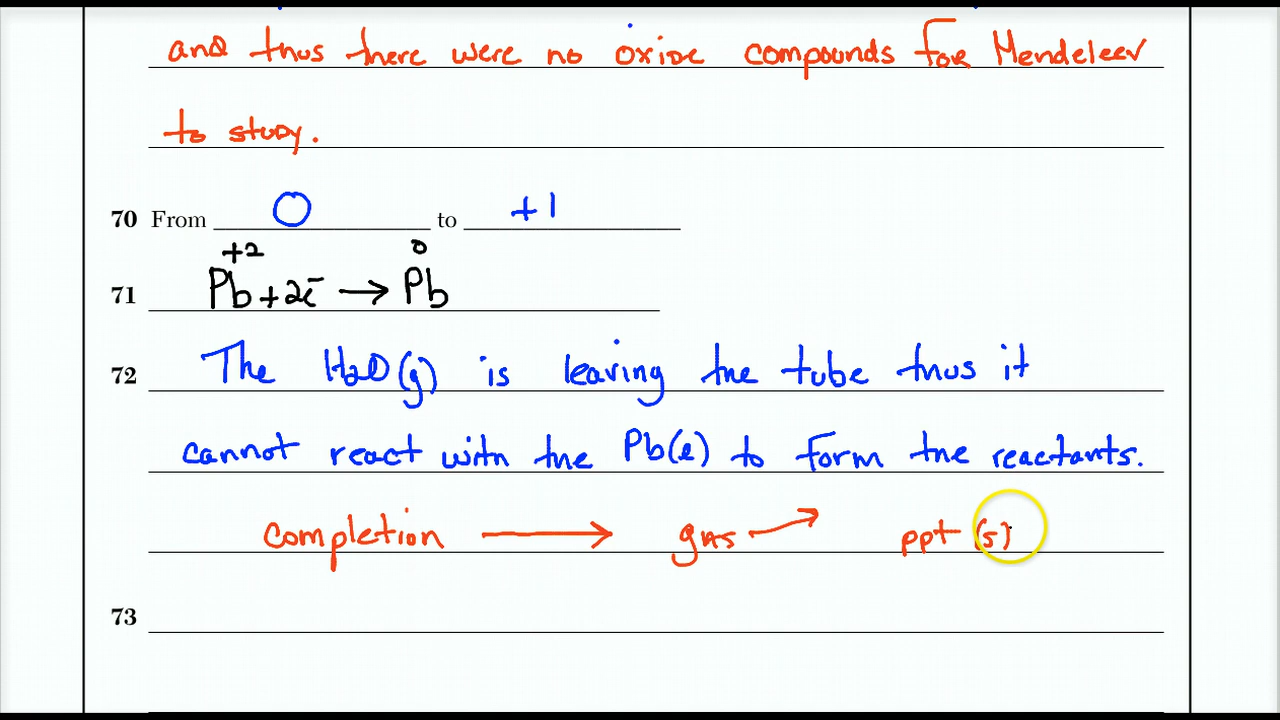 and thus there were no oxide compounds for Mendeleev
to study.
70 From 0 to +1
+2 0
71 Pb + 2e⁻ → Pb
72 The H2O(g) is leaving the tube thus it
cannot react with the Pb(l) to form the reactants.
completion → gas → ppt (s)
73